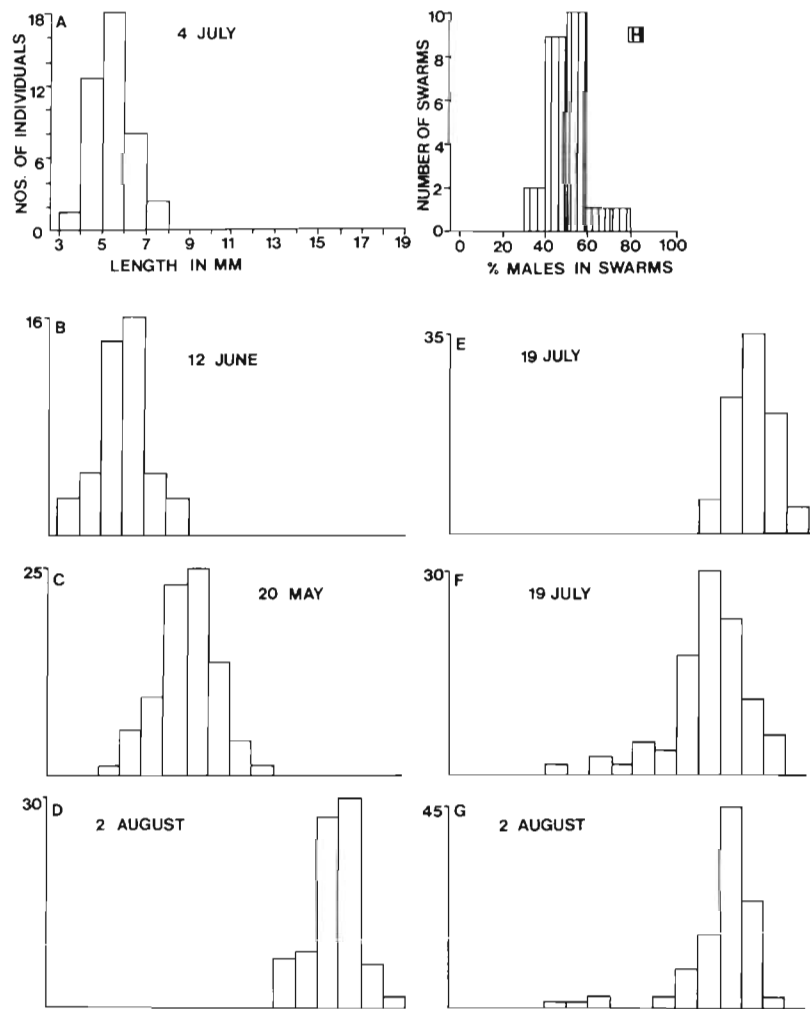 A
4 JULY
NOS. OF INDIVIDUALS
18
12
6
0
3 5 7 9 11 13 15 17 19
LENGTH IN MM
H
NUMBER OF SWARMS
10
8
6
4
2
0
0 20 40 60 80 100
% MALES IN SWARMS
16
B
12 JUNE
35
E
19 JULY
25
C
20 MAY
30
F
19 JULY
30
D
2 AUGUST
45
G
2 AUGUST